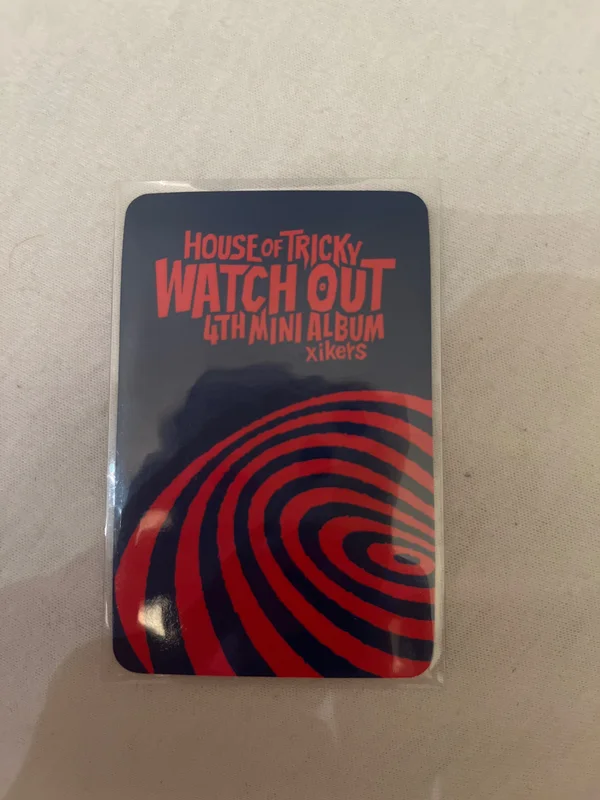 HOUSE OF TRICKY
WATCH OUT
4TH MINI ALBUM
xikers